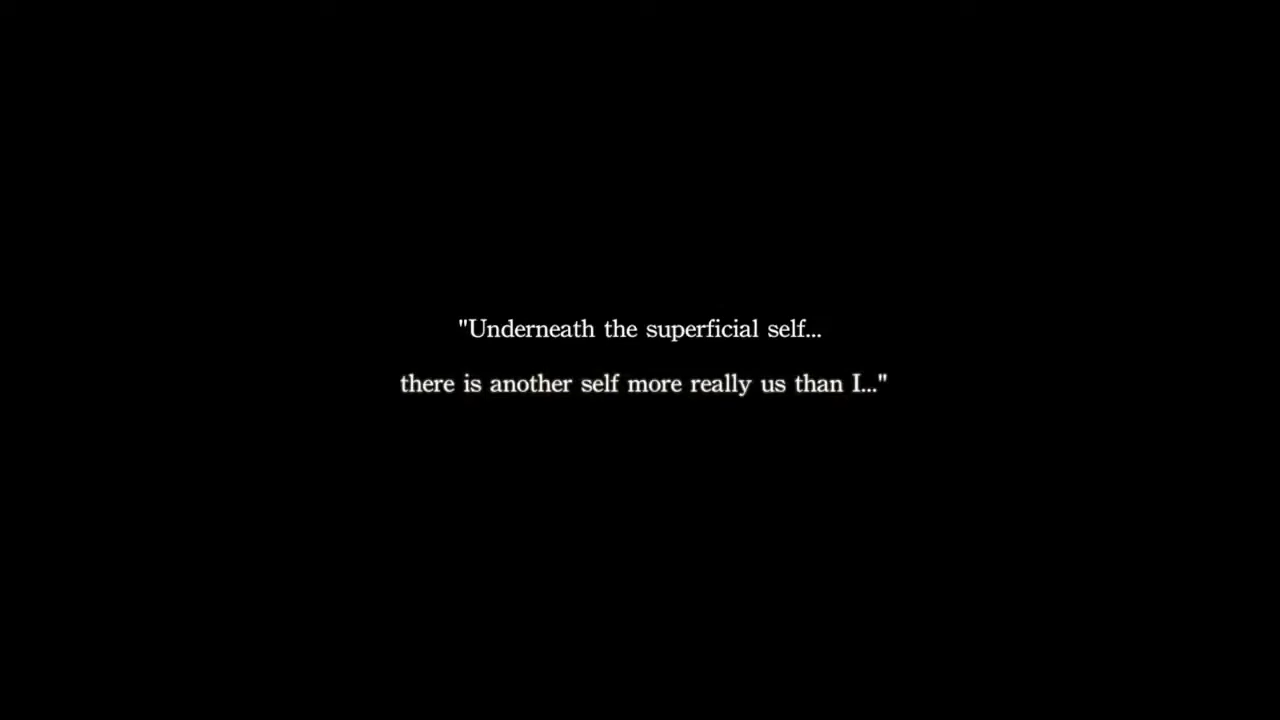 "Underneath the superficial self...
there is another self more really us than I..."